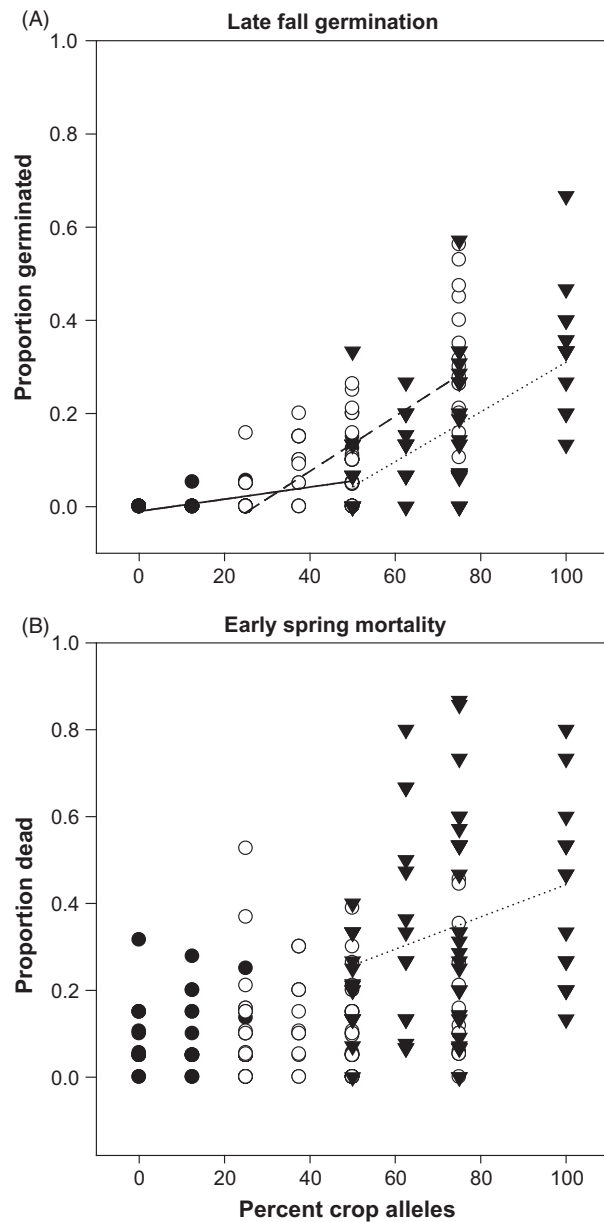 (A)
Late fall germination
1.0
0.8
0.6
0.4
0.2
0.0
Proportion germinated
0 20 40 60 80 100
(B)
Early spring mortality
1.0
0.8
0.6
0.4
0.2
0.0
Proportion dead
0 20 40 60 80 100
Percent crop alleles